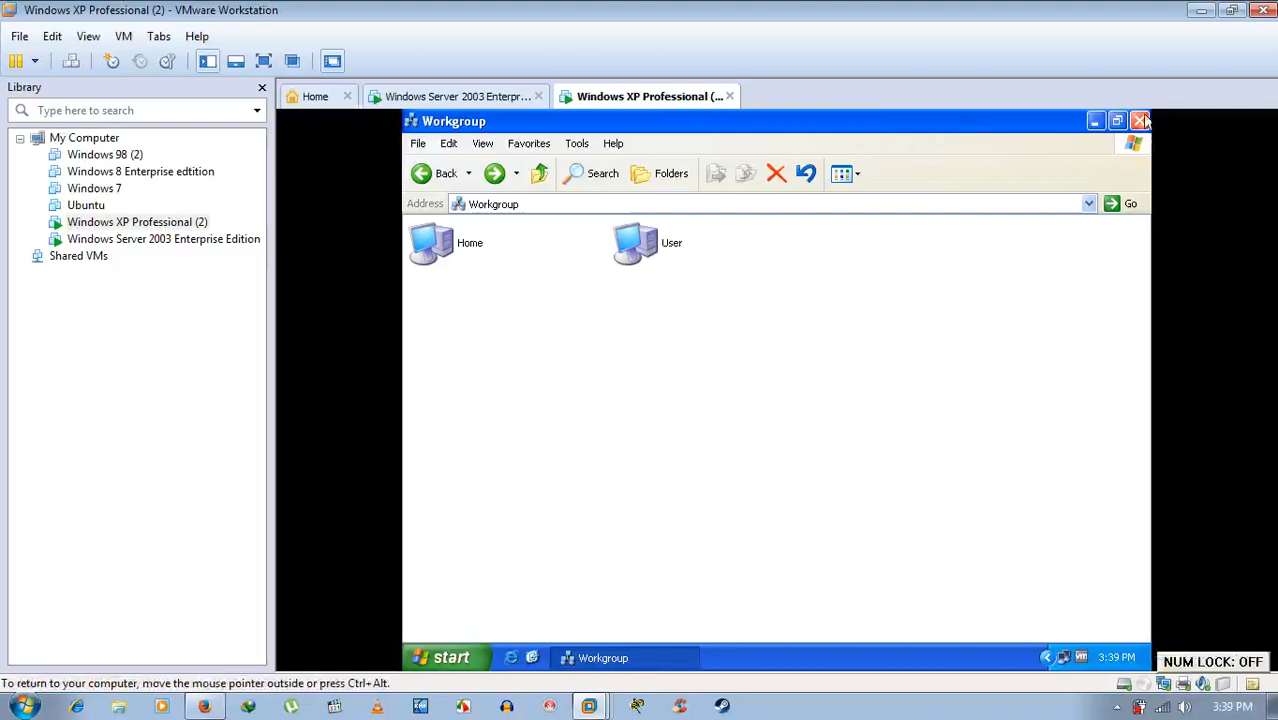 Windows XP Professional (2) - VMware Workstation
File Edit View VM Tabs Help
Library
Type here to search
My Computer
Windows 98 (2)
Windows 8 Enterprise edtition
Windows 7
Ubuntu
Windows XP Professional (2)
Windows Server 2003 Enterprise Edition
Shared VMs
Home
Windows Server 2003 Enterpr...
Windows XP Professional (...
Workgroup
File Edit View Favorites Tools Help
Back Search Folders
Address Workgroup Go
Home
User
start Workgroup vm 3:39 PM
NUM LOCK: OFF
To return to your computer, move the mouse pointer outside or press Ctrl+Alt.
3:39 PM